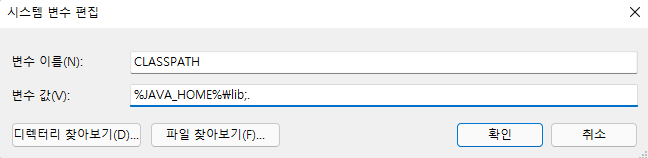 시스템 변수 편집
변수 이름(N):
CLASSPATH
변수 값(V):
%JAVA_HOME%₩lib;.
디렉터리 찾아보기(D)...
파일 찾아보기(F)...
확인
취소